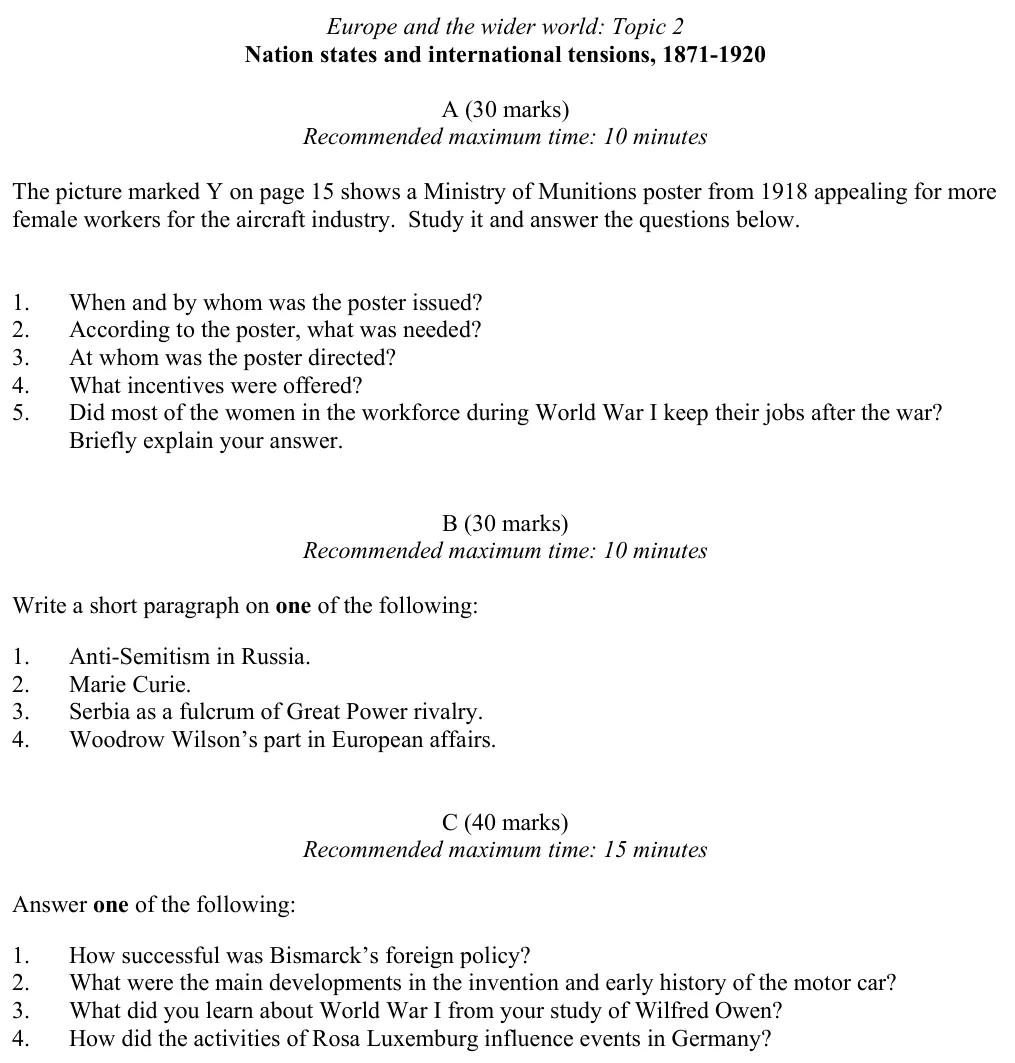 Europe and the wider world: Topic 2
Nation states and international tensions, 1871-1920
A (30 marks)
Recommended maximum time: 10 minutes
The picture marked Y on page 15 shows a Ministry of Munitions poster from 1918 appealing for more
female workers for the aircraft industry. Study it and answer the questions below.
1. When and by whom was the poster issued?
2. According to the poster, what was needed?
3. At whom was the poster directed?
4. What incentives were offered?
5. Did most of the women in the workforce during World War I keep their jobs after the war?
Briefly explain your answer.
B (30 marks)
Recommended maximum time: 10 minutes
Write a short paragraph on one of the following:
1. Anti-Semitism in Russia.
2. Marie Curie.
3. Serbia as a fulcrum of Great Power rivalry.
4. Woodrow Wilson’s part in European affairs.
C (40 marks)
Recommended maximum time: 15 minutes
Answer one of the following:
1. How successful was Bismarck’s foreign policy?
2. What were the main developments in the invention and early history of the motor car?
3. What did you learn about World War I from your study of Wilfred Owen?
4. How did the activities of Rosa Luxemburg influence events in Germany?